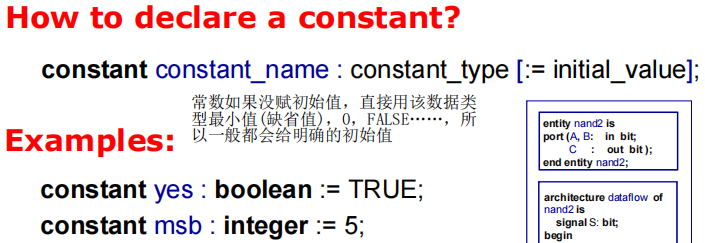 How to declare a constant?
constant constant_name : constant_type [:= initial_value];
常数如果没赋初始值，直接用该数据类
型最小值(缺省值)，0，FALSE……，所
以一般都会给明确的初始值
Examples:
constant yes : boolean := TRUE;
constant msb : integer := 5;
entity nand2 is
port (A, B: in bit;
C : out bit );
end entity nand2;
architecture dataflow of
nand2 is
signal S: bit;
begin